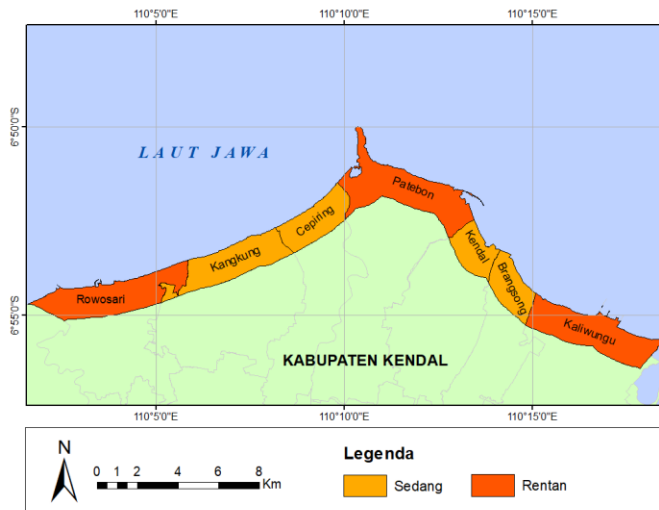 110°5'0"E 110°10'0"E 110°15'0"E
6°50'0"S
LAUT JAWA
Patebon
Cepiring
Kangkung
Kendal
Brangsong
Rowosari
Kaliwungu
6°55'0"S
KABUPATEN KENDAL
110°5'0"E 110°10'0"E 110°15'0"E
N
0 1 2 4 6 8
Km
Legenda
Sedang Rentan